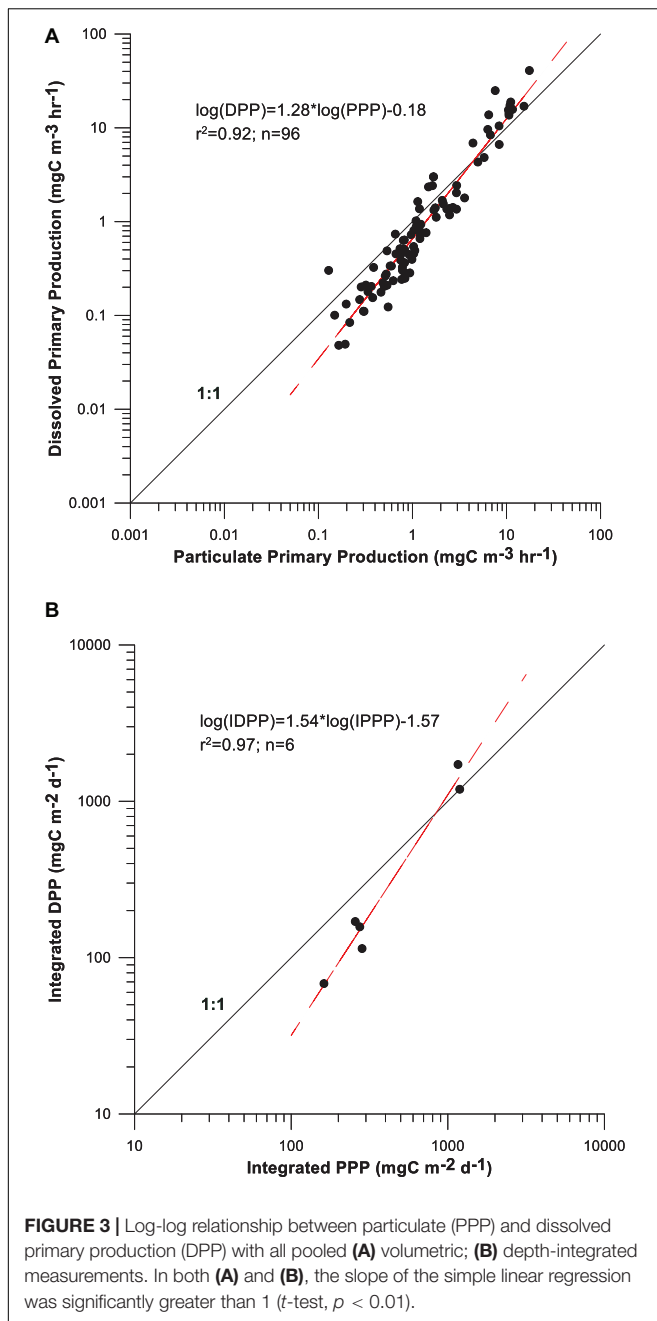 A
100
log(DPP)=1.28*log(PPP)-0.18
r²=0.92; n=96
10
1
0.1
1:1
0.01
0.001
0.001 0.01 0.1 1 10 100
Dissolved Primary Production (mgC m⁻³ hr⁻¹)
Particulate Primary Production (mgC m⁻³ hr⁻¹)
B
10000
log(IDPP)=1.54*log(IPPP)-1.57
r²=0.97; n=6
1000
100
1:1
10
10 100 1000 10000
Integrated DPP (mgC m⁻² d⁻¹)
Integrated PPP (mgC m⁻² d⁻¹)
FIGURE 3 | Log-log relationship between particulate (PPP) and dissolved
primary production (DPP) with all pooled (A) volumetric; (B) depth-integrated
measurements. In both (A) and (B), the slope of the simple linear regression
was significantly greater than 1 (t-test, p < 0.01).